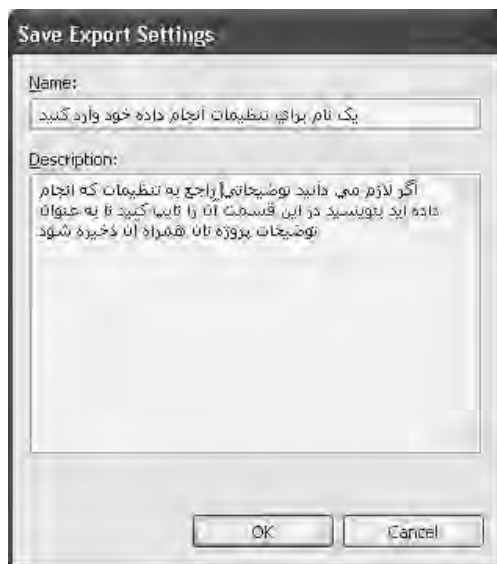 Save Export Settings
Name:
یک نام برای تنظیمات انجام داده خود وارد کنید
Description:
اگر لازم می دانید توضیحاتی راجع به تنظیمات که انجام
داده اید بنویسید در این قسمت آن را تایپ کنید تا به عنوان
توضیحات پروژه تان همراه آن ذخیره شود
OK
Cancel